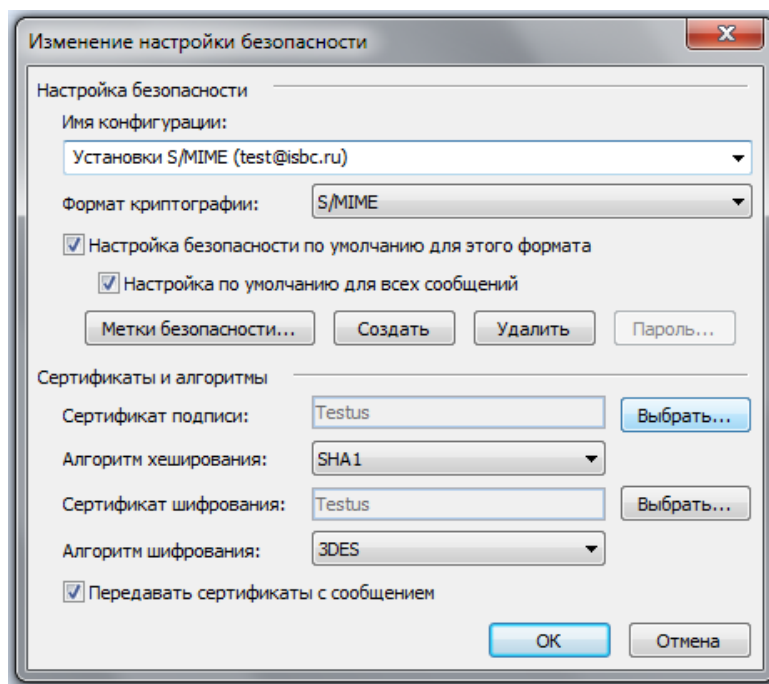 Изменение настройки безопасности
Настройка безопасности
Имя конфигурации:
Установки S/MIME (test@isbc.ru)
Формат криптографии: S/MIME
Настройка безопасности по умолчанию для этого формата
Настройка по умолчанию для всех сообщений
Метки безопасности... Создать Удалить Пароль...
Сертификаты и алгоритмы
Сертификат подписи: Testus Выбрать...
Алгоритм хеширования: SHA1
Сертификат шифрования: Testus Выбрать...
Алгоритм шифрования: 3DES
Передавать сертификаты с сообщением
ОК Отмена